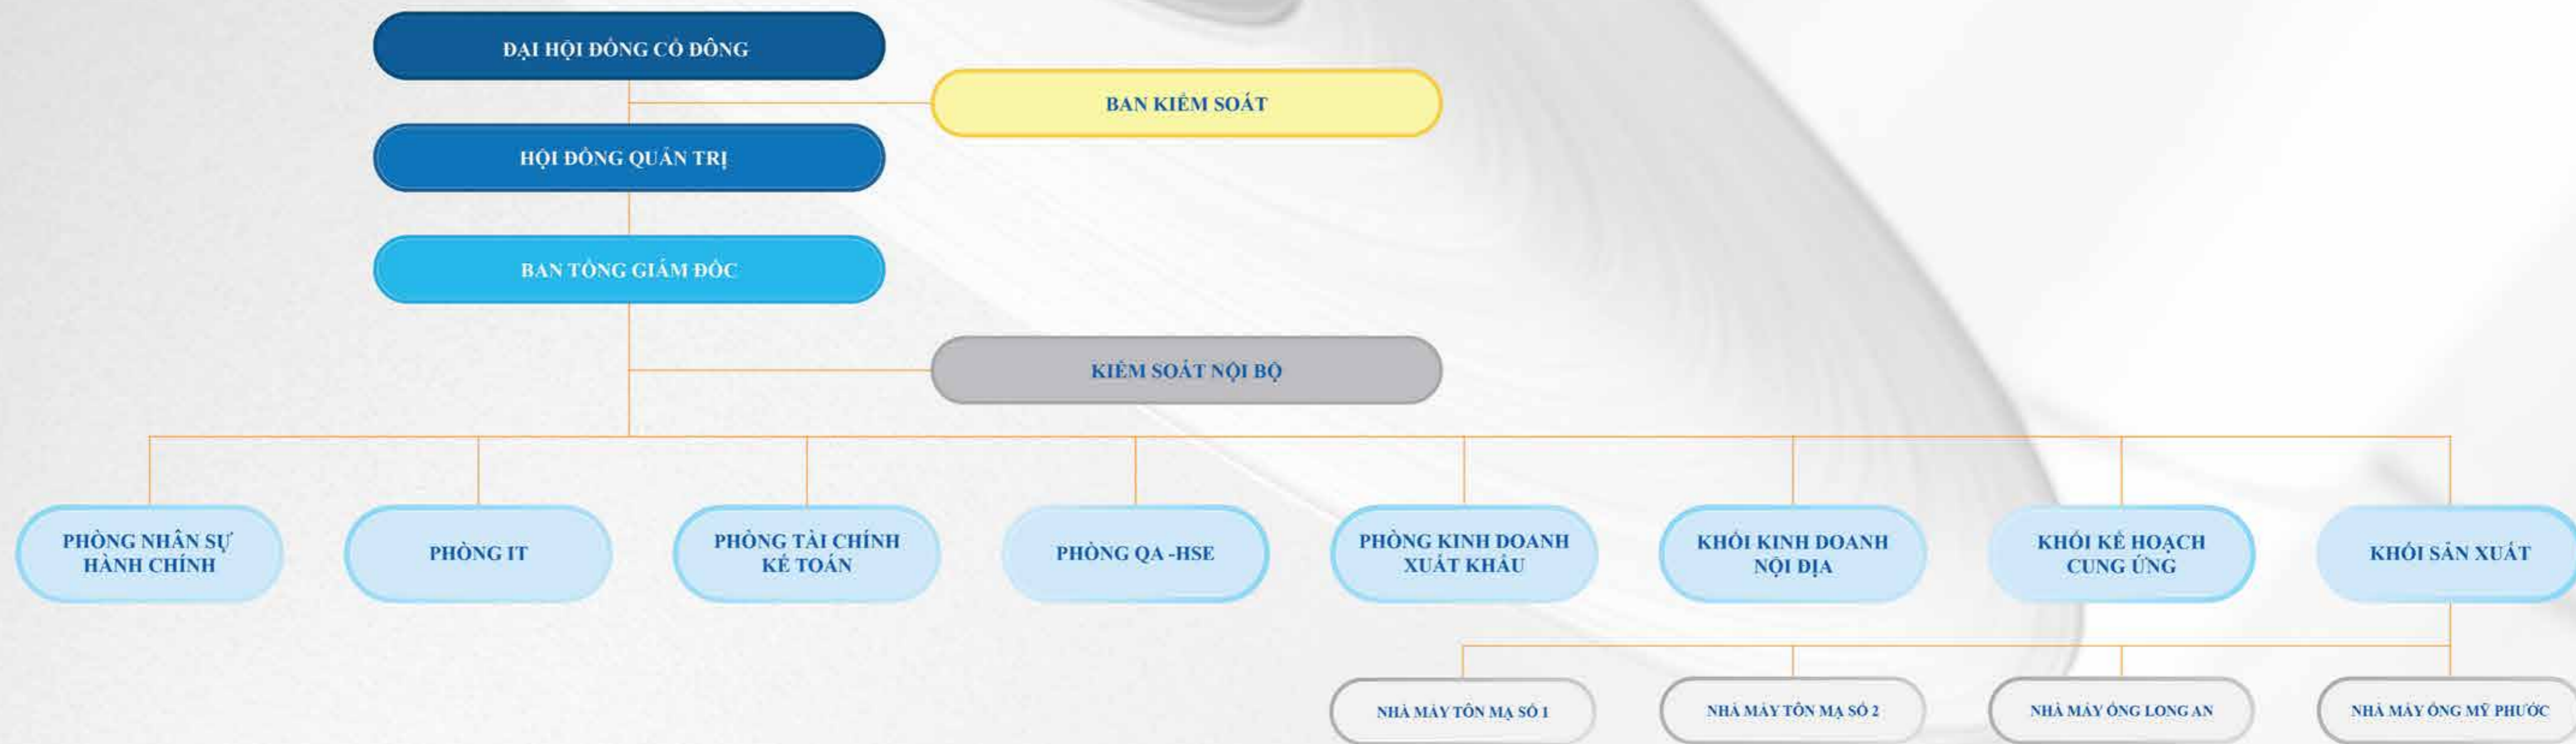 ĐẠI HỘI ĐỒNG CỔ ĐÔNG
BAN KIỂM SOÁT
HỘI ĐỒNG QUẢN TRỊ
BAN TỔNG GIÁM ĐỐC
KIỂM SOÁT NỘI BỘ
PHÒNG NHÂN SỰ
HÀNH CHÍNH
PHÒNG IT
PHÒNG TÀI CHÍNH
KẾ TOÁN
PHÒNG QA -HSE
PHÒNG KINH DOANH
XUẤT KHẨU
KHỐI KINH DOANH
NỘI ĐỊA
KHỐI KẾ HOẠCH
CUNG ỨNG
KHỐI SẢN XUẤT
NHÀ MÁY TÔN MẠ SỐ 1
NHÀ MÁY TÔN MẠ SỐ 2
NHÀ MÁY ỐNG LONG AN
NHÀ MÁY ỐNG MỸ PHƯỚC